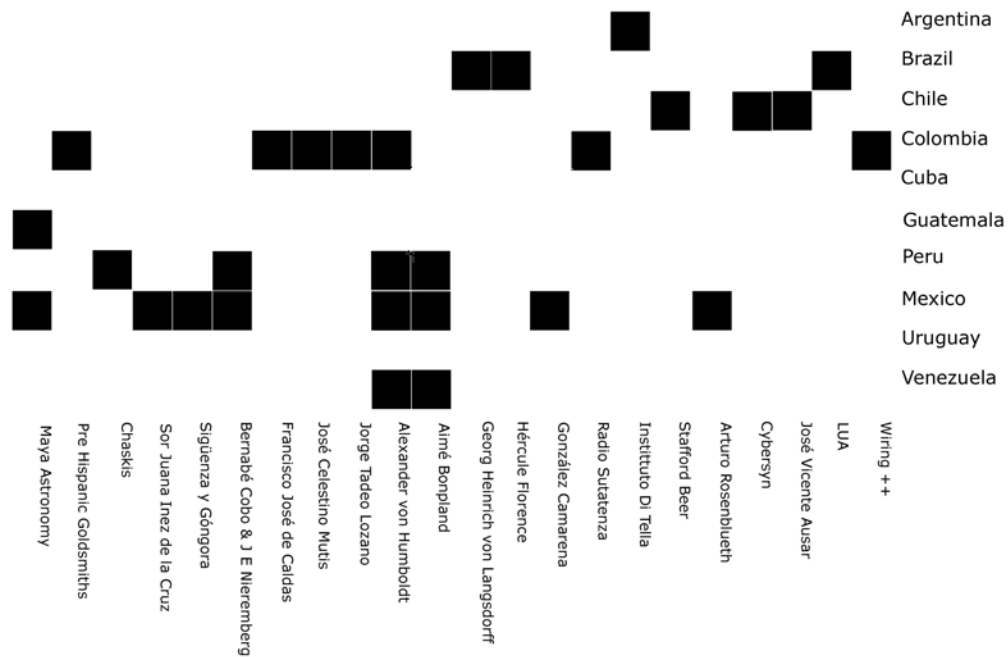 Argentina
Brazil
Chile
Colombia
Cuba
Guatemala
Peru
Mexico
Uruguay
Venezuela
Maya Astronomy
Pre Hispanic Goldsmiths
Chaskis
Sor Juana Inez de la Cruz
Sigüenza y Góngora
Bernabé Cobo & J E Nieremberg
Francisco José de Caldas
José Celestino Mutis
Jorge Tadeo Lozano
Alexander von Humboldt
Aimé Bonpland
Georg Heinrich von Langsdorff
Hércule Florence
González Camarena
Radio Sutatenza
Instittuto Di Tella
Stafford Beer
Arturo Rosenblueth
Cybersyn
José Vicente Ausar
LUA
Wiring ++